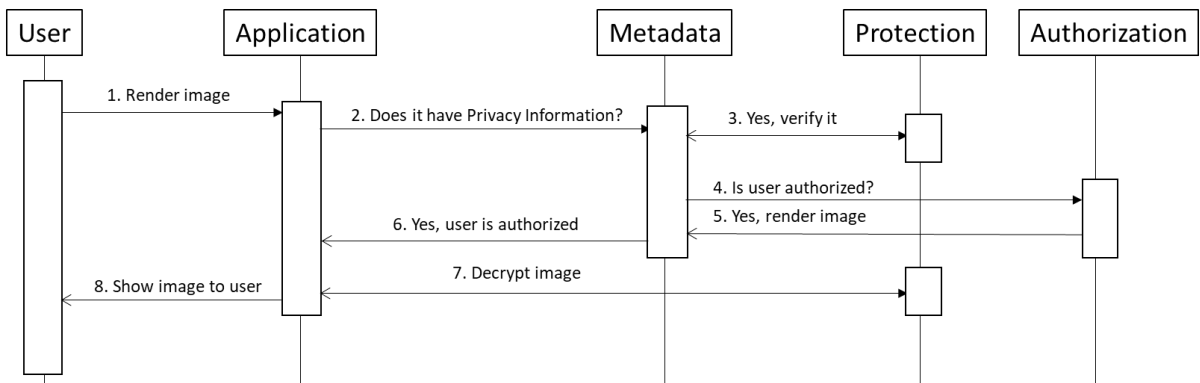 User
Application
Metadata
Protection
Authorization
1. Render image
2. Does it have Privacy Information?
3. Yes, verify it
4. Is user authorized?
5. Yes, render image
6. Yes, user is authorized
7. Decrypt image
8. Show image to user